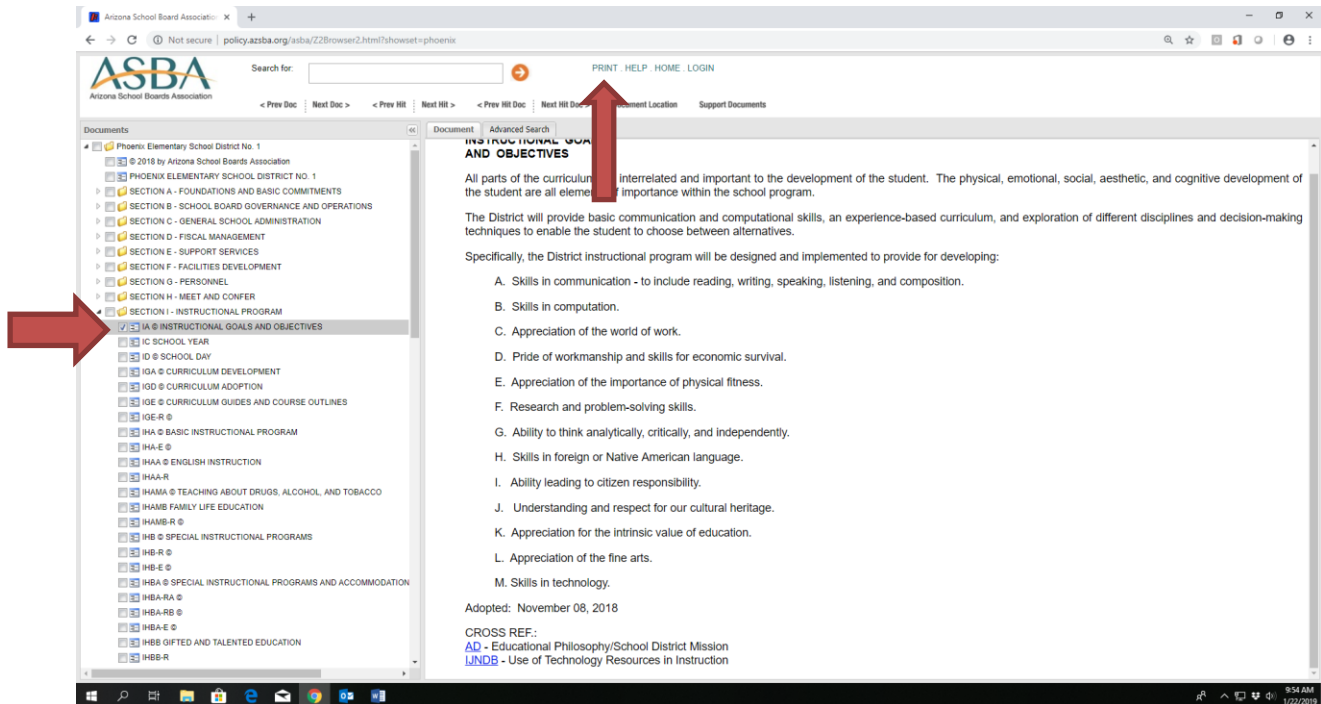 Arizona School Board Associatio
Not secure | policy.azsba.org/asba/Z2Browser2.html?showset=phoenix
ASBA
Arizona School Boards Association
Search for:
PRINT . HELP . HOME . LOGIN
< Prev Doc Next Doc > < Prev Hit Next Hit > < Prev Hit Doc Next Hit Doc > Location Support Documents
Documents
Phoenix Elementary School District No. 1
© 2018 by Arizona School Boards Association
PHOENIX ELEMENTARY SCHOOL DISTRICT NO. 1
SECTION A - FOUNDATIONS AND BASIC COMMITMENTS
SECTION B - SCHOOL BOARD GOVERNANCE AND OPERATIONS
SECTION C - GENERAL SCHOOL ADMINISTRATION
SECTION D - FISCAL MANAGEMENT
SECTION E - SUPPORT SERVICES
SECTION F - FACILITIES DEVELOPMENT
SECTION G - PERSONNEL
SECTION H - MEET AND CONFER
SECTION I - INSTRUCTIONAL PROGRAM
IA © INSTRUCTIONAL GOALS AND OBJECTIVES
IC SCHOOL YEAR
ID © SCHOOL DAY
IGA © CURRICULUM DEVELOPMENT
IGD © CURRICULUM ADOPTION
IGE © CURRICULUM GUIDES AND COURSE OUTLINES
IGE-R ©
IHA © BASIC INSTRUCTIONAL PROGRAM
IHA-E ©
IHAA © ENGLISH INSTRUCTION
IHAA-R
IHAMA © TEACHING ABOUT DRUGS, ALCOHOL, AND TOBACCO
IHAMB FAMILY LIFE EDUCATION
IHAMB-R ©
IHB © SPECIAL INSTRUCTIONAL PROGRAMS
IHB-R ©
IHB-E ©
IHBA © SPECIAL INSTRUCTIONAL PROGRAMS AND ACCOMMODATION
IHBA-RA ©
IHBA-RB ©
IHBA-E ©
IHBB GIFTED AND TALENTED EDUCATION
IHBB-R
Document Advanced Search
INSTRUCTIONAL GOA
AND OBJECTIVES
All parts of the curriculum interrelated and important to the development of the student. The physical, emotional, social, aesthetic, and cognitive development of
the student are all elements of importance within the school program.
The District will provide basic communication and computational skills, an experience-based curriculum, and exploration of different disciplines and decision-making
techniques to enable the student to choose between alternatives.
Specifically, the District instructional program will be designed and implemented to provide for developing:
A. Skills in communication - to include reading, writing, speaking, listening, and composition.
B. Skills in computation.
C. Appreciation of the world of work.
D. Pride of workmanship and skills for economic survival.
E. Appreciation of the importance of physical fitness.
F. Research and problem-solving skills.
G. Ability to think analytically, critically, and independently.
H. Skills in foreign or Native American language.
I. Ability leading to citizen responsibility.
J. Understanding and respect for our cultural heritage.
K. Appreciation for the intrinsic value of education.
L. Appreciation of the fine arts.
M. Skills in technology.
Adopted: November 08, 2018
CROSS REF.:
AD - Educational Philosophy/School District Mission
IJNDB - Use of Technology Resources in Instruction
9:54 AM
1/22/2019